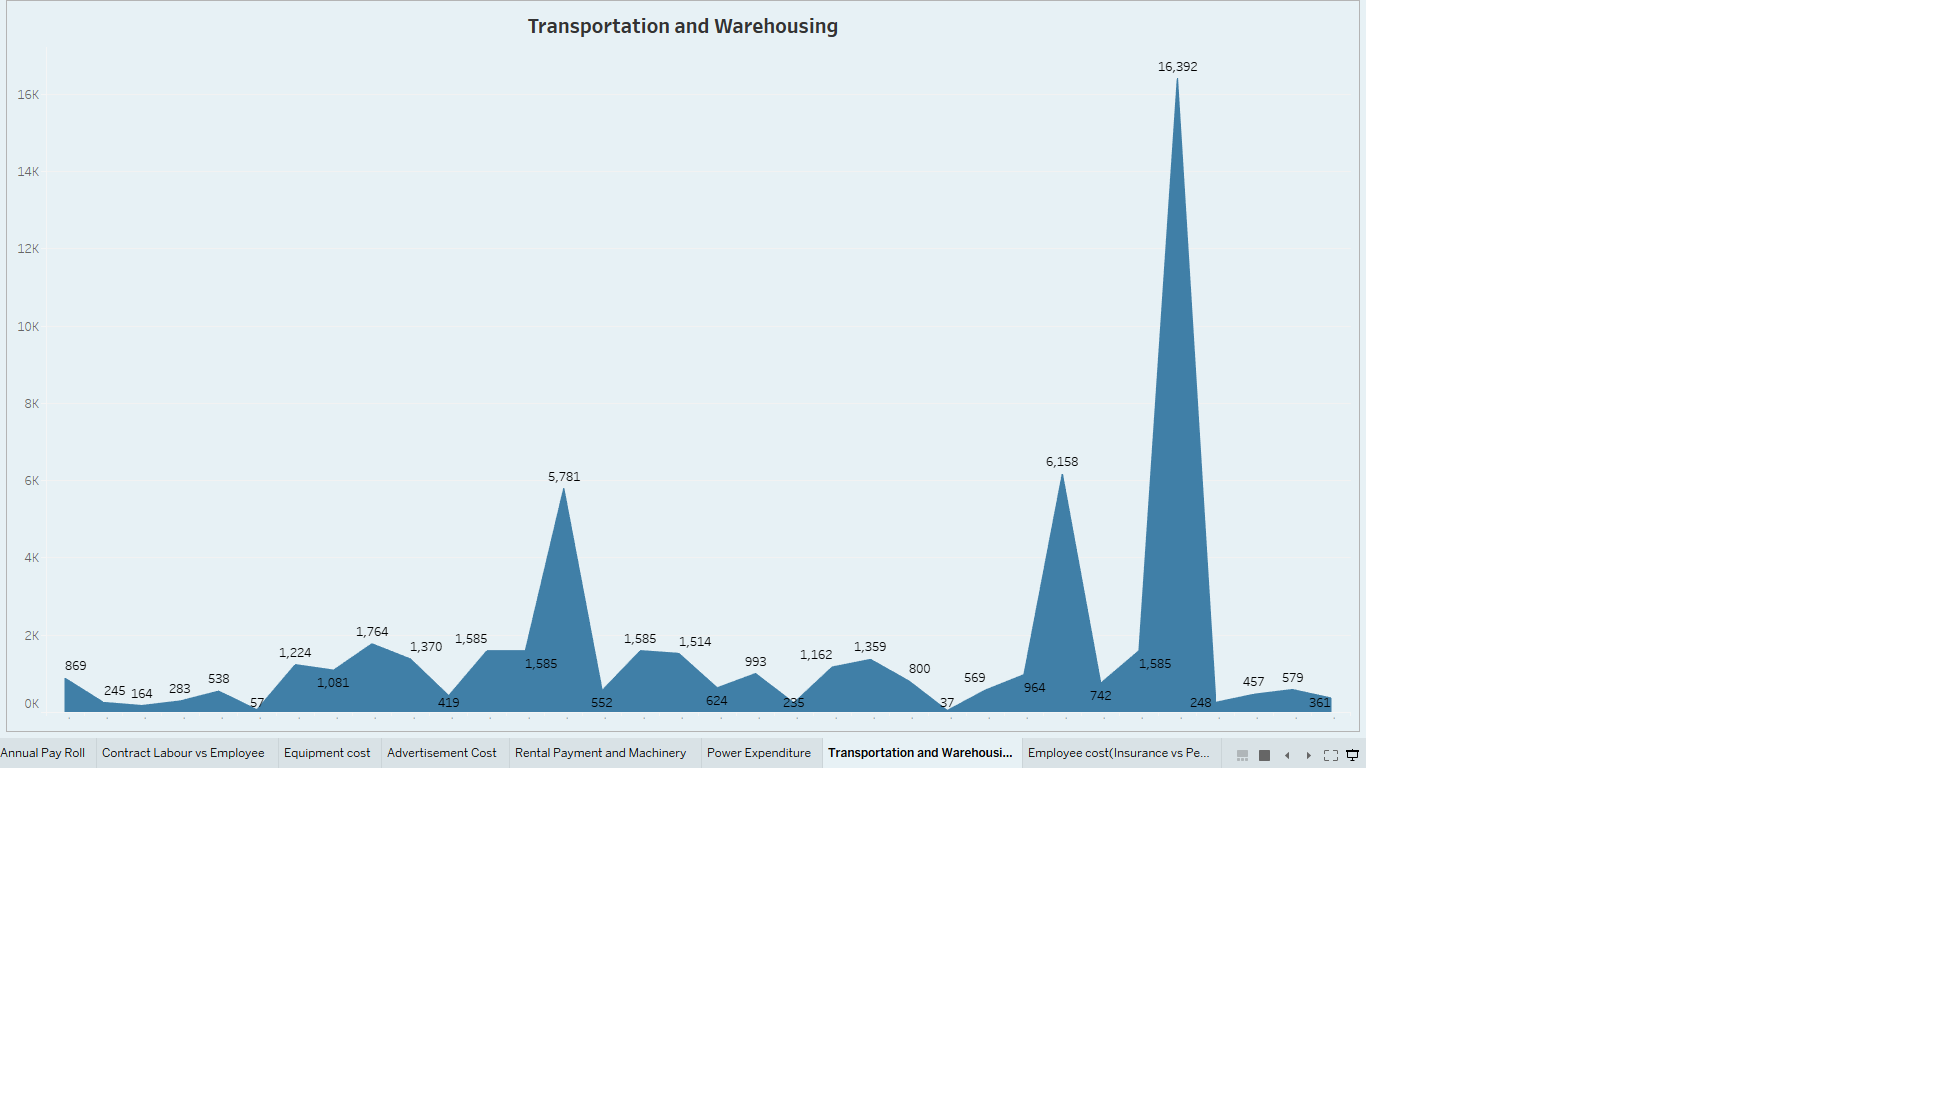 Transportation and Warehousing
16,392
16K
14K
12K
10K
8K
6,158
5,781
6K
4K
2K
1,764
1,585
1,585
1,514
1,370
1,359
1,224
1,162
993
869
1,585
1,585
800
569
538
1,081
579
457
964
283
245
164
742
624
0K
57
419
552
235
37
248
361
Annual Pay Roll
Contract Labour vs Employee
Equipment cost
Advertisement Cost
Rental Payment and Machinery
Power Expenditure
Transportation and Warehousi...
Employee cost(Insurance vs Pe...